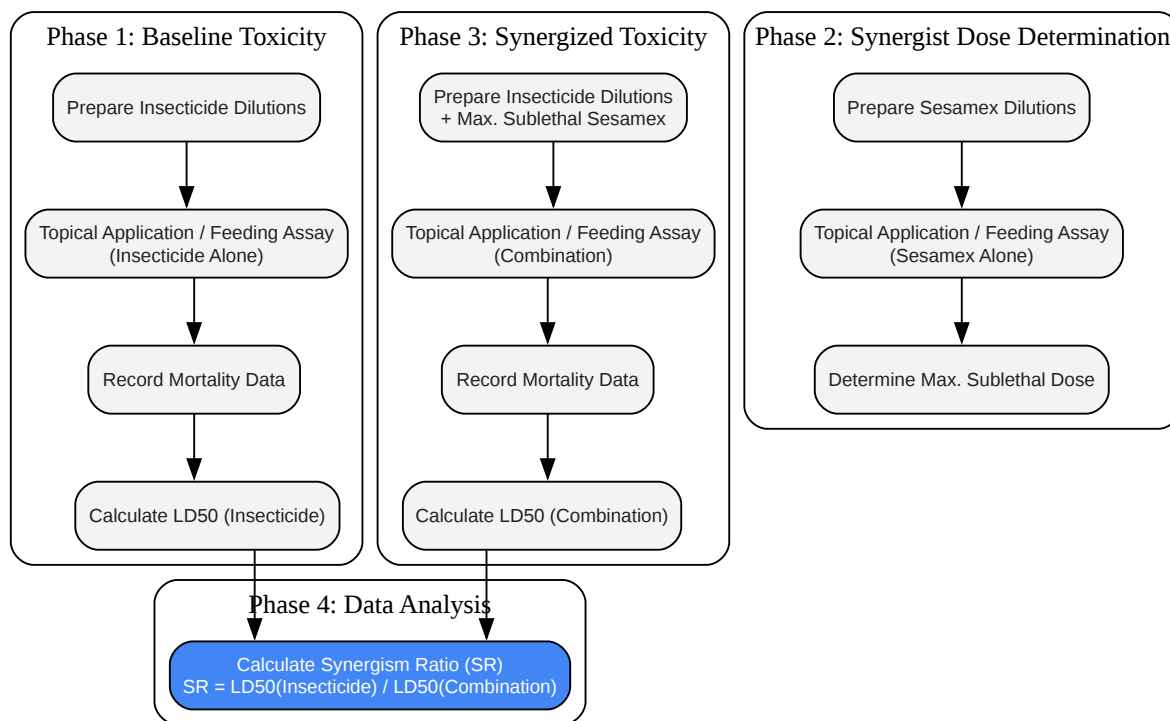 Phase 1: Baseline Toxicity
Prepare Insecticide Dilutions
Topical Application / Feeding Assay
(Insecticide Alone)
Record Mortality Data
Calculate LD50 (Insecticide)
Phase 3: Synergized Toxicity
Prepare Insecticide Dilutions
+ Max. Sublethal Sesamex
Topical Application / Feeding Assay
(Combination)
Record Mortality Data
Calculate LD50 (Combination)
Phase 2: Synergist Dose Determination
Prepare Sesamex Dilutions
Topical Application / Feeding Assay
(Sesamex Alone)
Determine Max. Sublethal Dose
Phase 4: Data Analysis
Calculate Synergism Ratio (SR)
SR = LD50(Insecticide) / LD50(Combination)